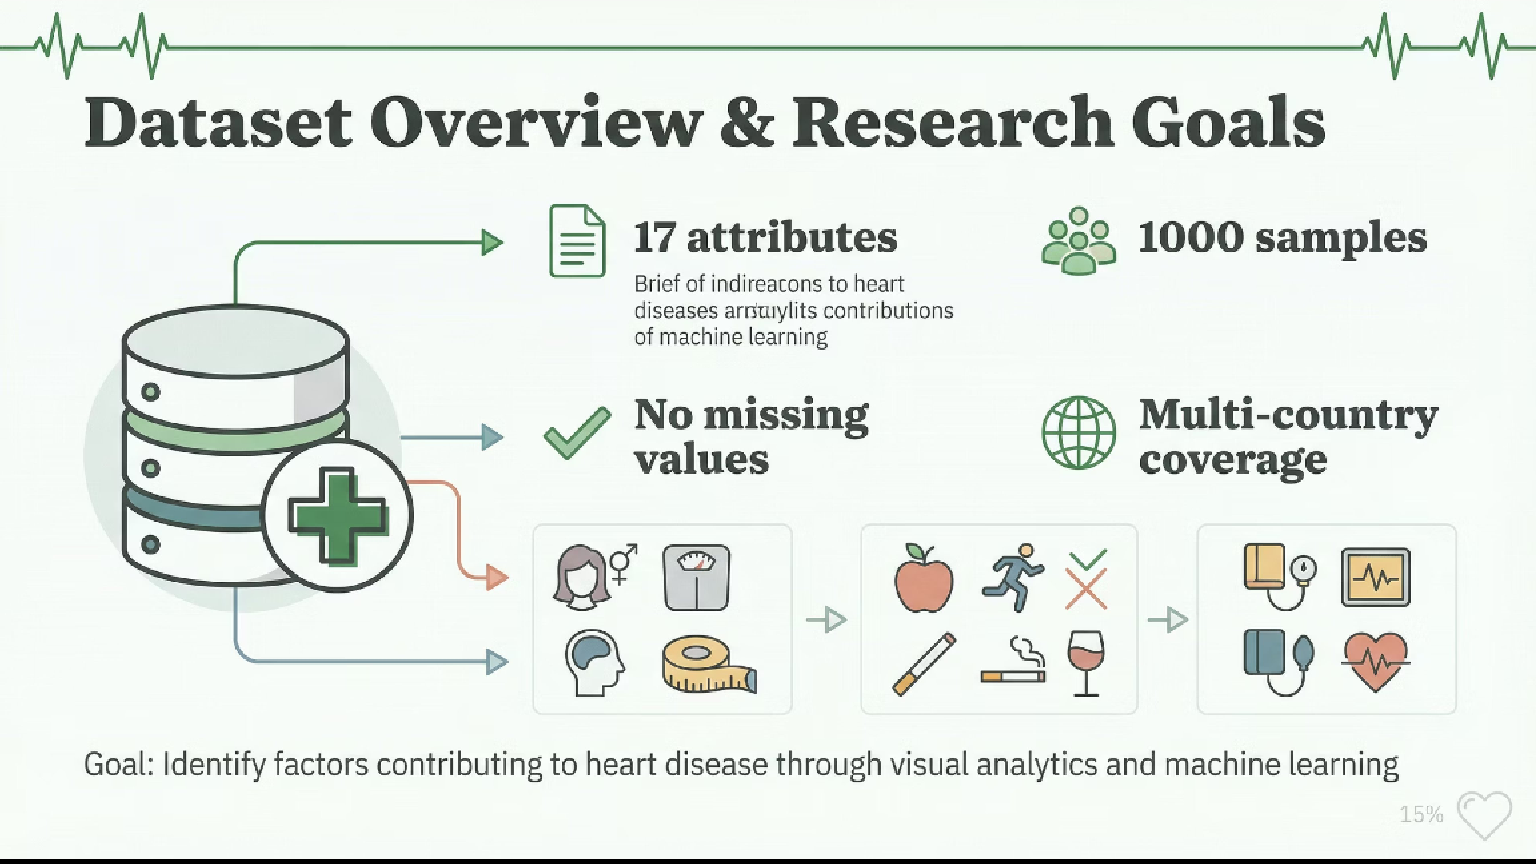 Dataset Overview & Research Goals
17 attributes
Brief of indireacons to heart
diseases contributions
of machine learning
1000 samples
No missing
values
Multi-country
coverage
Goal: Identify factors contributing to heart disease through visual analytics and machine learning
15%